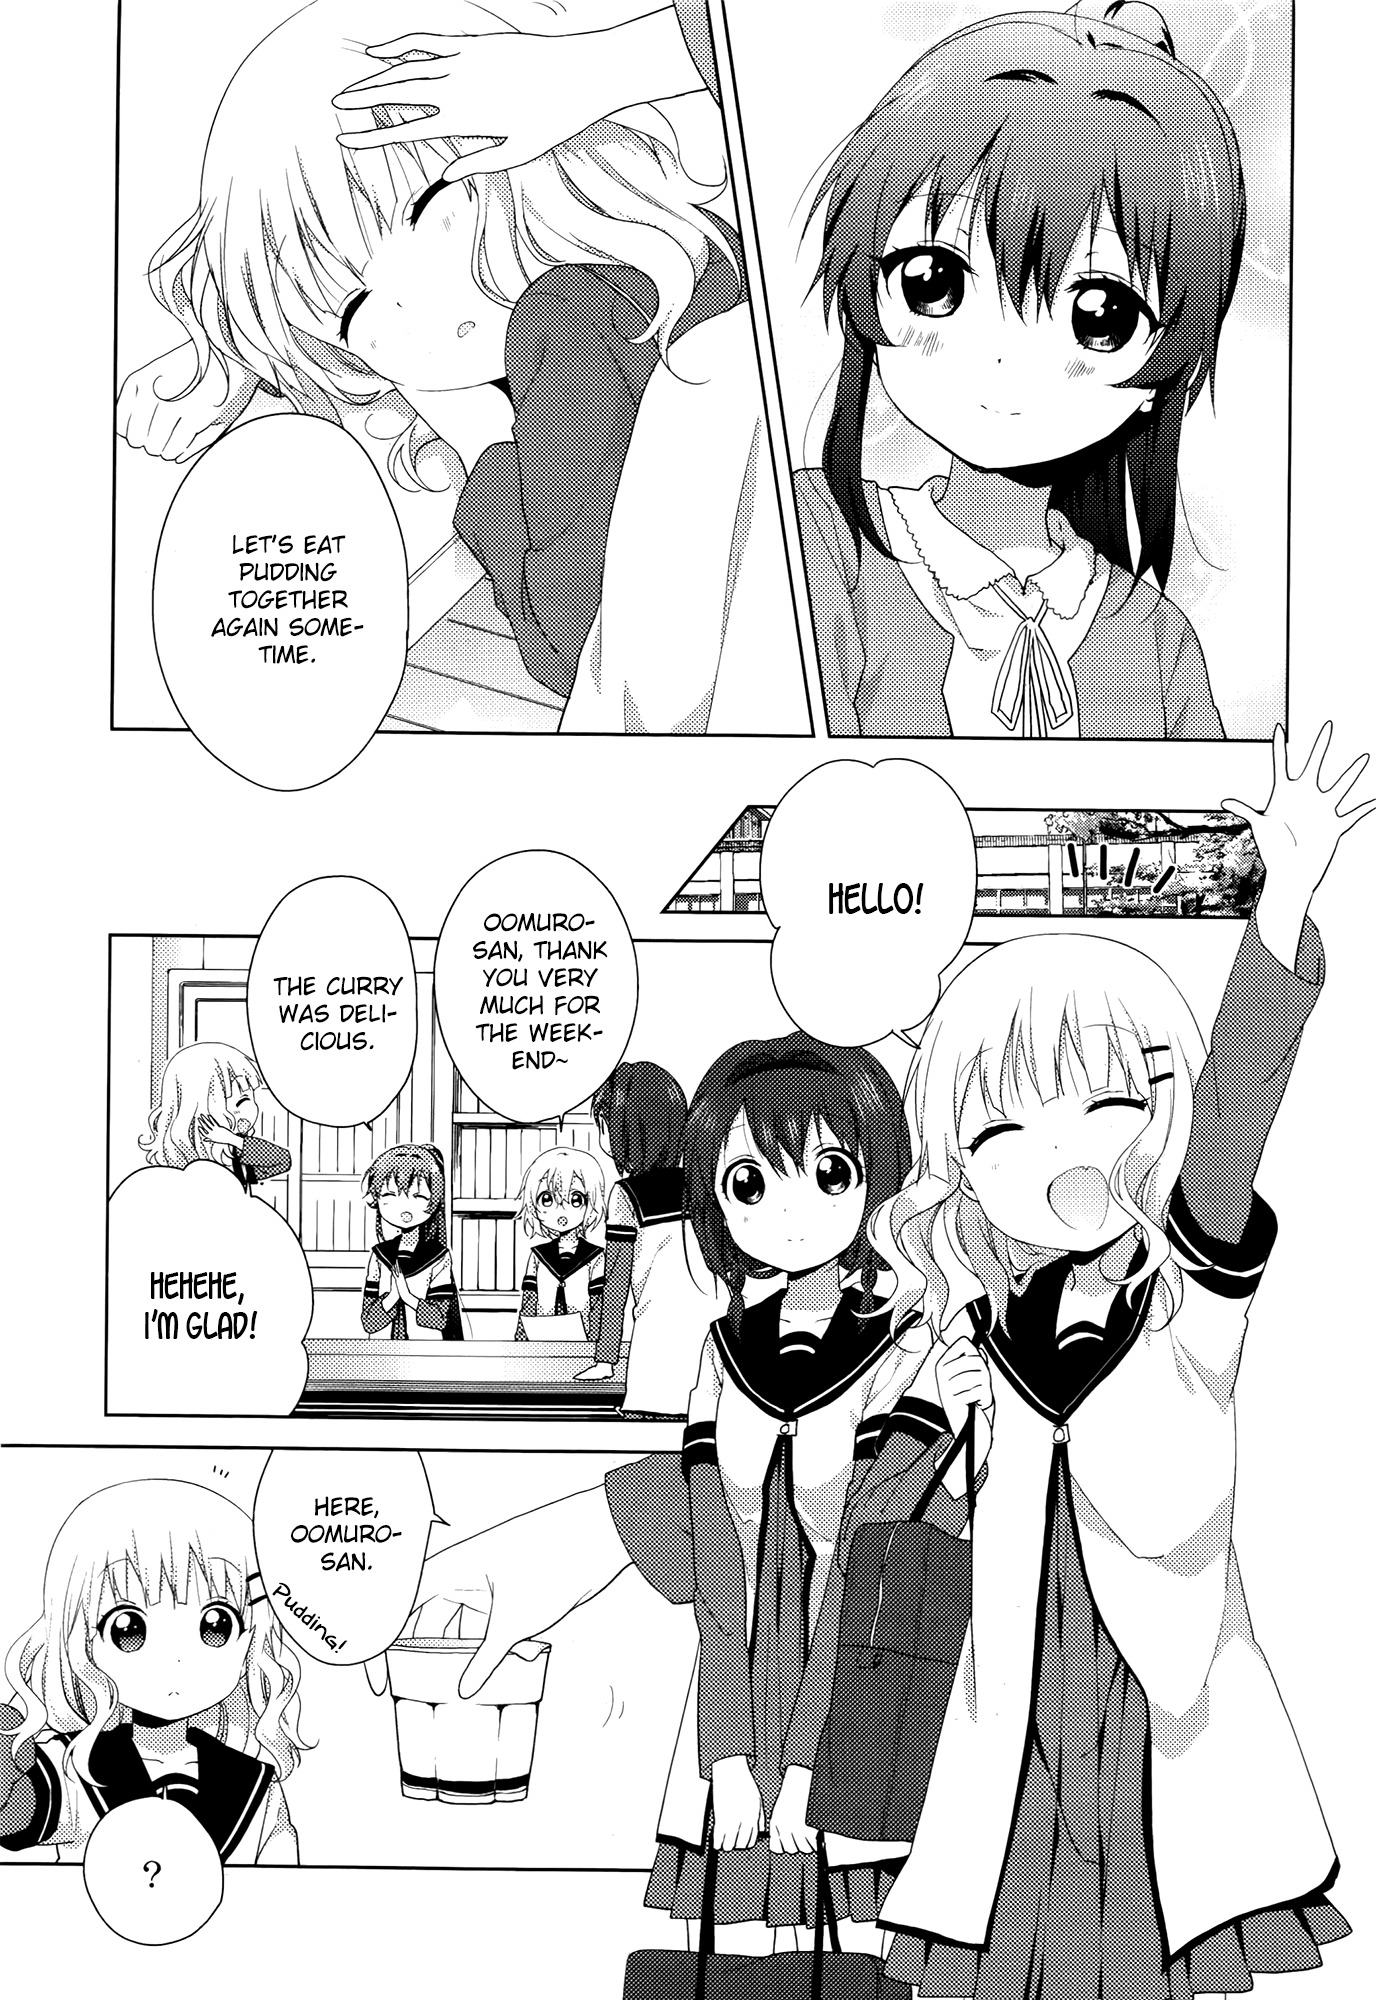 LET'S EAT
PUDDING
TOGETHER
AGAIN SOME-
TIME.
HELLO!
OOMURO-
SAN, THANK
YOU VERY
MUCH FOR
THE WEEK-
END~
THE CURRY
WAS DELI-
CIOUS.
HEHEHE,
I'M GLAD!
HERE,
OOMURO-
SAN.
Pudding!
?